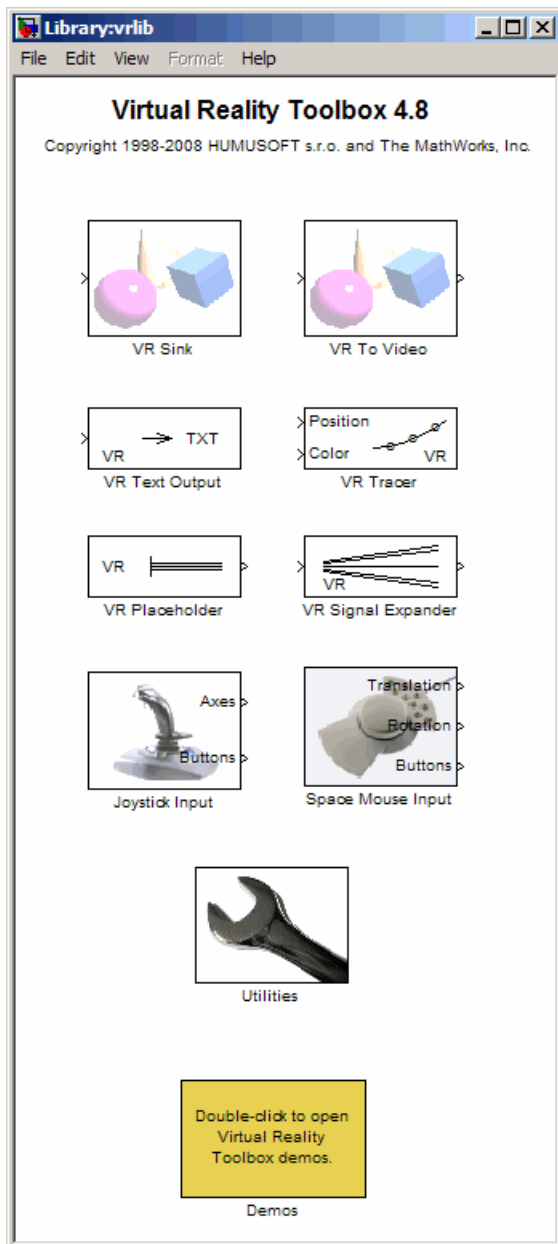 Library:vrlib
File Edit View Format Help
Virtual Reality Toolbox 4.8
Copyright 1998-2008 HUMUSOFT s.r.o. and The MathWorks, Inc.
VR Sink
VR To Video
VR TXT
VR Text Output
Position
Color
VR
VR Tracer
VR
VR Placeholder
VR
VR Signal Expander
Axes
Buttons
Joystick Input
Translation
Rotation
Buttons
Space Mouse Input
Utilities
Double-click to open
Virtual Reality
Toolbox demos.
Demos